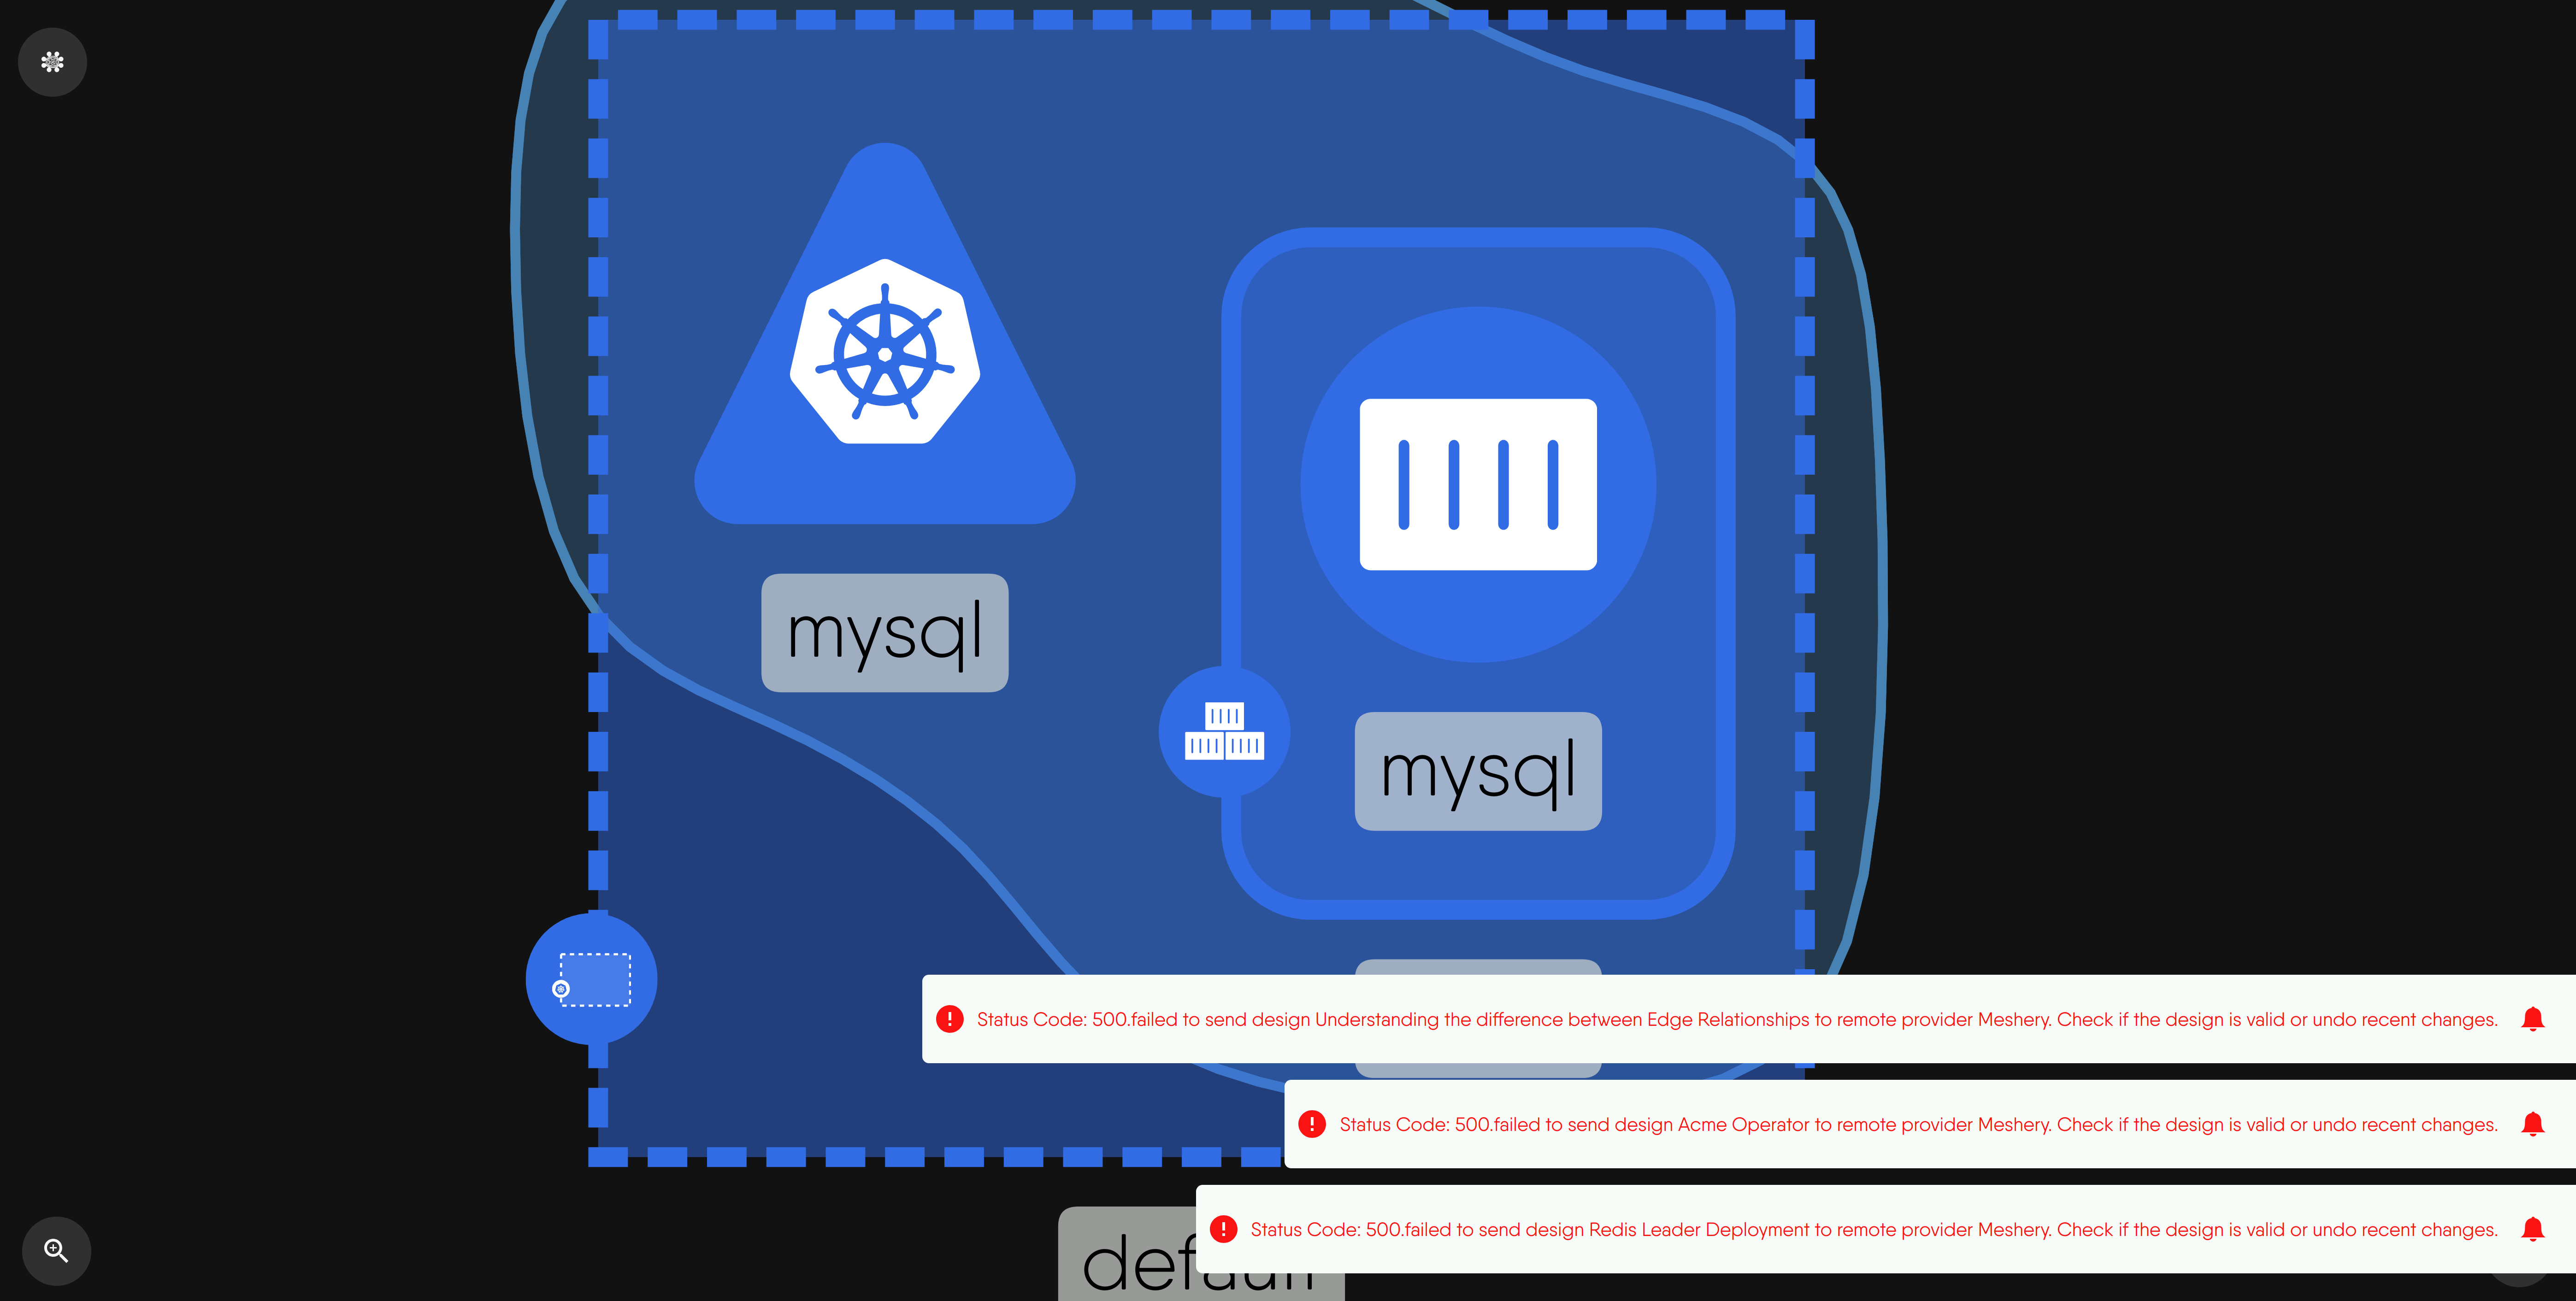 mysql
mysql
Status Code: 500.failed to send design Understanding the difference between Edge Relationships to remote provider Meshery. Check if the design is valid or undo recent changes.
Status Code: 500.failed to send design Acme Operator to remote provider Meshery. Check if the design is valid or undo recent changes.
Status Code: 500.failed to send design Redis Leader Deployment to remote provider Meshery. Check if the design is valid or undo recent changes.
default